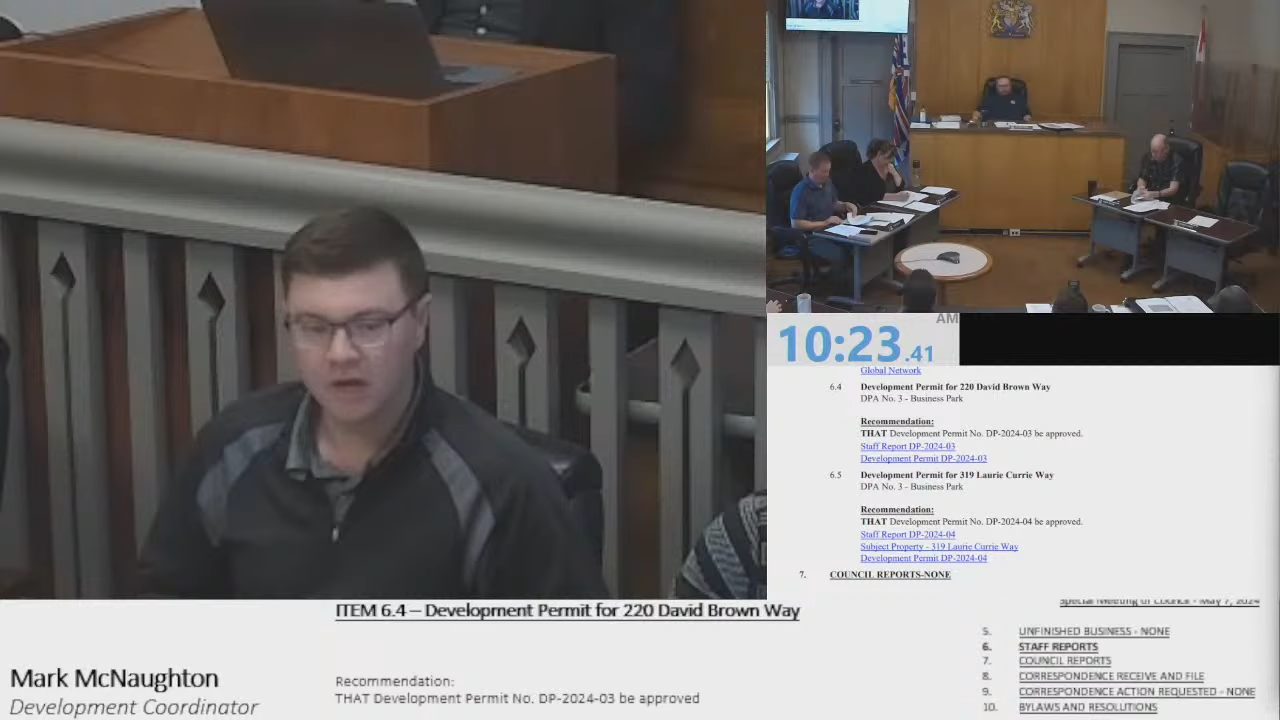 AM
10:23.41
Global Network
6.4 Development Permit for 220 David Brown Way
DPA No. 3 - Business Park
Recommendation:
THAT Development Permit No. DP-2024-03 be approved.
Staff Report DP-2024-03
Development Permit DP-2024-03
6.5 Development Permit for 319 Laurie Currie Way
DPA No. 3 - Business Park
Recommendation:
THAT Development Permit No. DP-2024-04 be approved.
Staff Report DP-2024-04
Subject Property - 319 Laurie Currie Way
Development Permit DP-2024-04
7. COUNCIL REPORTS-NONE
ITEM 6.4 – Development Permit for 220 David Brown Way
Mark McNaughton
Development Coordinator
Recommendation:
THAT Development Permit No. DP-2024-03 be approved
Special Meeting of Council - May 7, 2024
5. UNFINISHED BUSINESS - NONE
6. STAFF REPORTS
7. COUNCIL REPORTS
8. CORRESPONDENCE RECEIVE AND FILE
9. CORRESPONDENCE ACTION REQUESTED - NONE
10. BYLAWS AND RESOLUTIONS